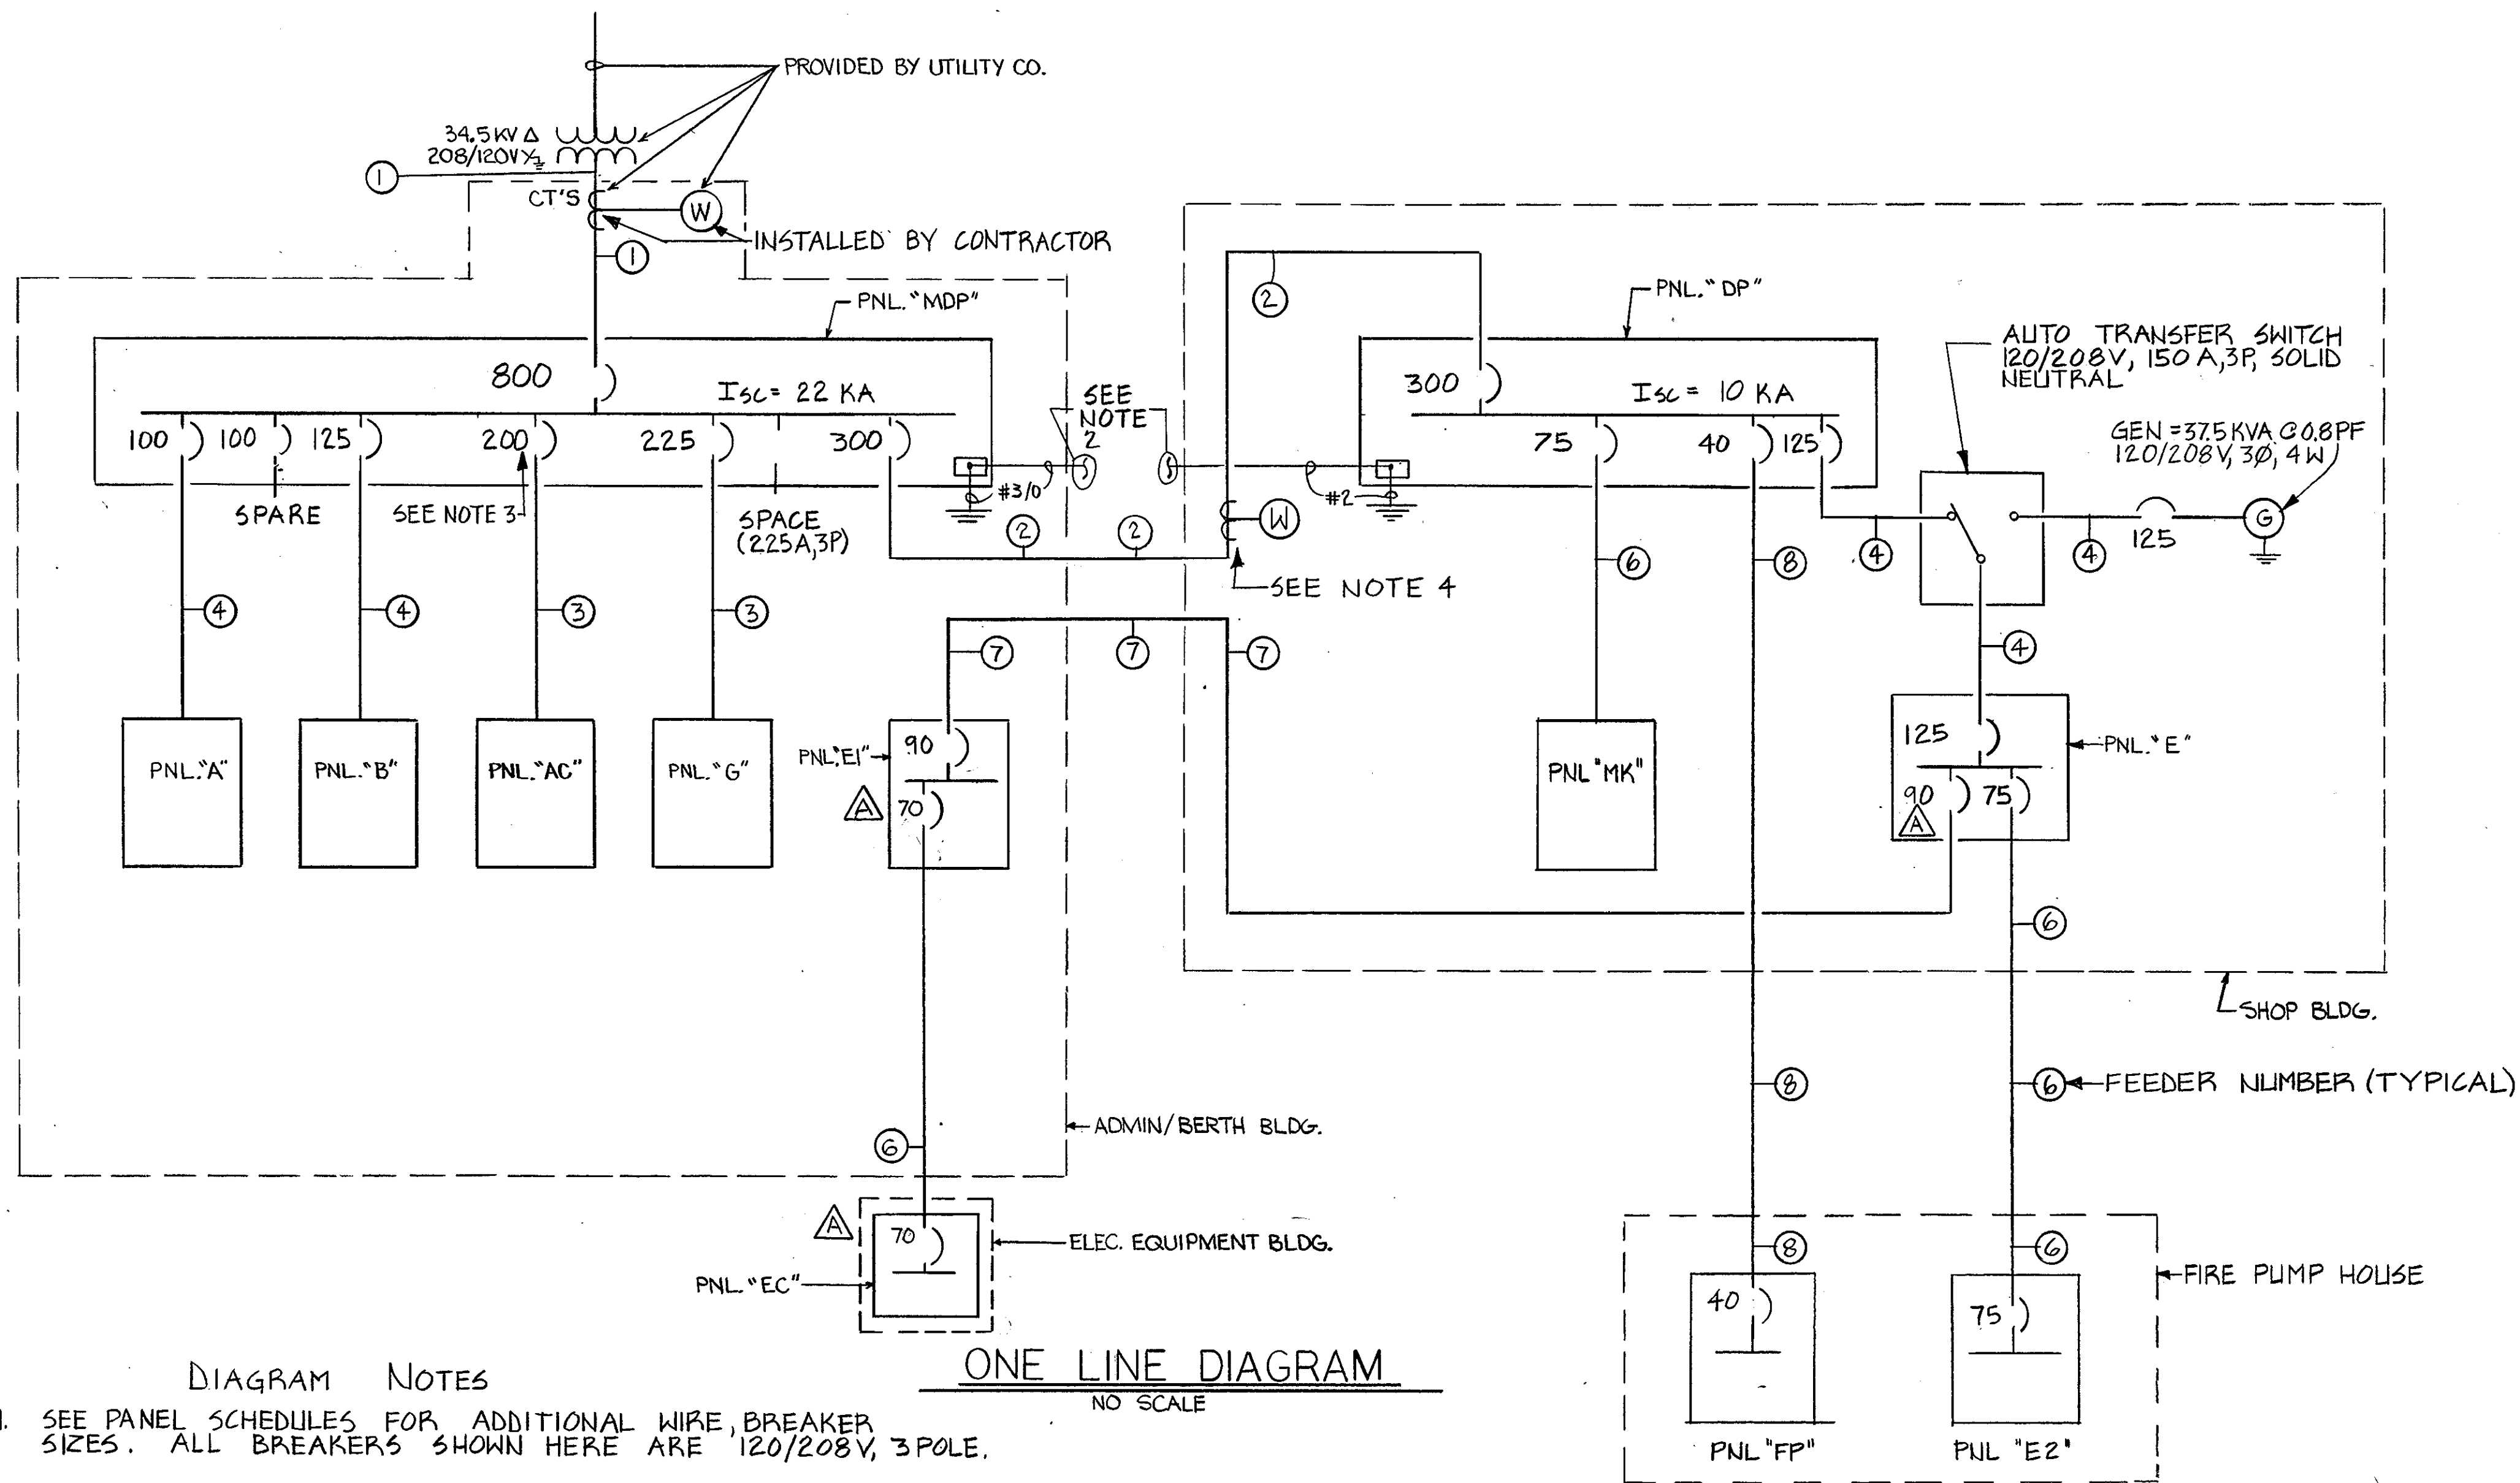 PROVIDED BY UTILITY CO.
34.5KV Δ
208/120V
1
CT'S
W
INSTALLED BY CONTRACTOR
1
PNL. "MDP"
800
ISC = 22 KA
100
100
125
200
225
300
SPARE
SEE NOTE 3
SPACE
(225A,3P)
#3/0
SEE
NOTE
2
2
2
2
W
SEE NOTE 4
PNL. "DP"
300
ISC = 10 KA
75
40
125
#2
AUTO TRANSFER SWITCH
120/208V, 150 A,3P, SOLID
NEUTRAL
GEN = 37.5 KVA @ 0.8 PF
120/208V, 3Ø, 4 W
4
4
125
G
4
4
3
3
6
8
7
7
7
4
PNL. "A"
PNL. "B"
PNL. "AC"
PNL. "G"
PNL. "E1"
90
A
70
PNL "MK"
125
PNL. "E"
90
75
A
6
SHOP BLDG.
8
6
FEEDER NUMBER (TYPICAL)
ADMIN/BERTH BLDG.
6
A
70
ELEC. EQUIPMENT BLDG.
PNL. "EC"
8
6
FIRE PUMP HOUSE
40
75
PNL "FP"
PNL "E2"
ONE LINE DIAGRAM
NO SCALE
DIAGRAM NOTES
1. SEE PANEL SCHEDULES FOR ADDITIONAL WIRE, BREAKER
SIZES. ALL BREAKERS SHOWN HERE ARE 120/208V, 3 POLE.